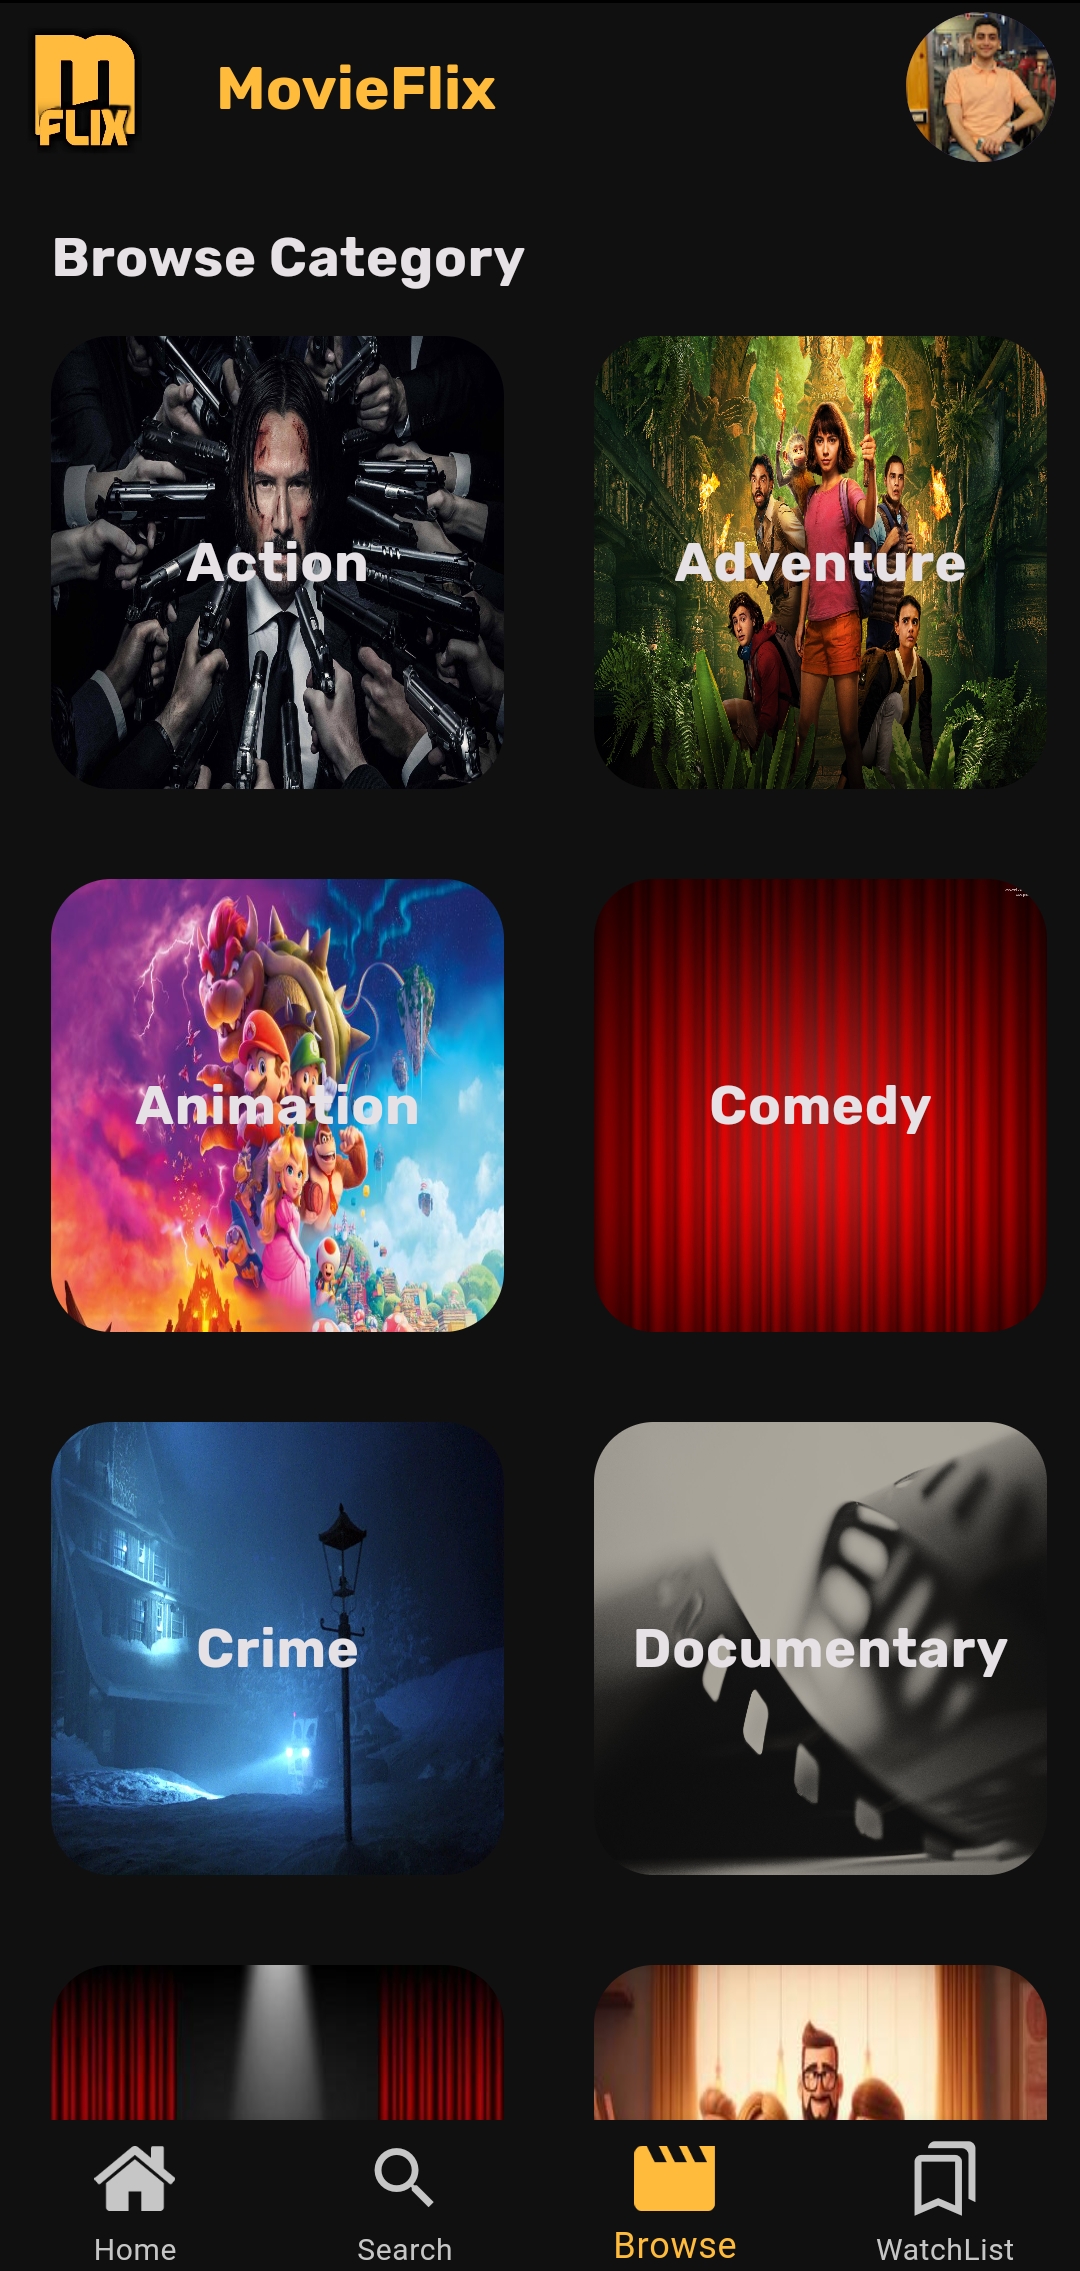 m
FLIX
MovieFlix
Browse Category
Action
Adventure
Animation
Comedy
Crime
Documentary
Home
Search
Browse
WatchList